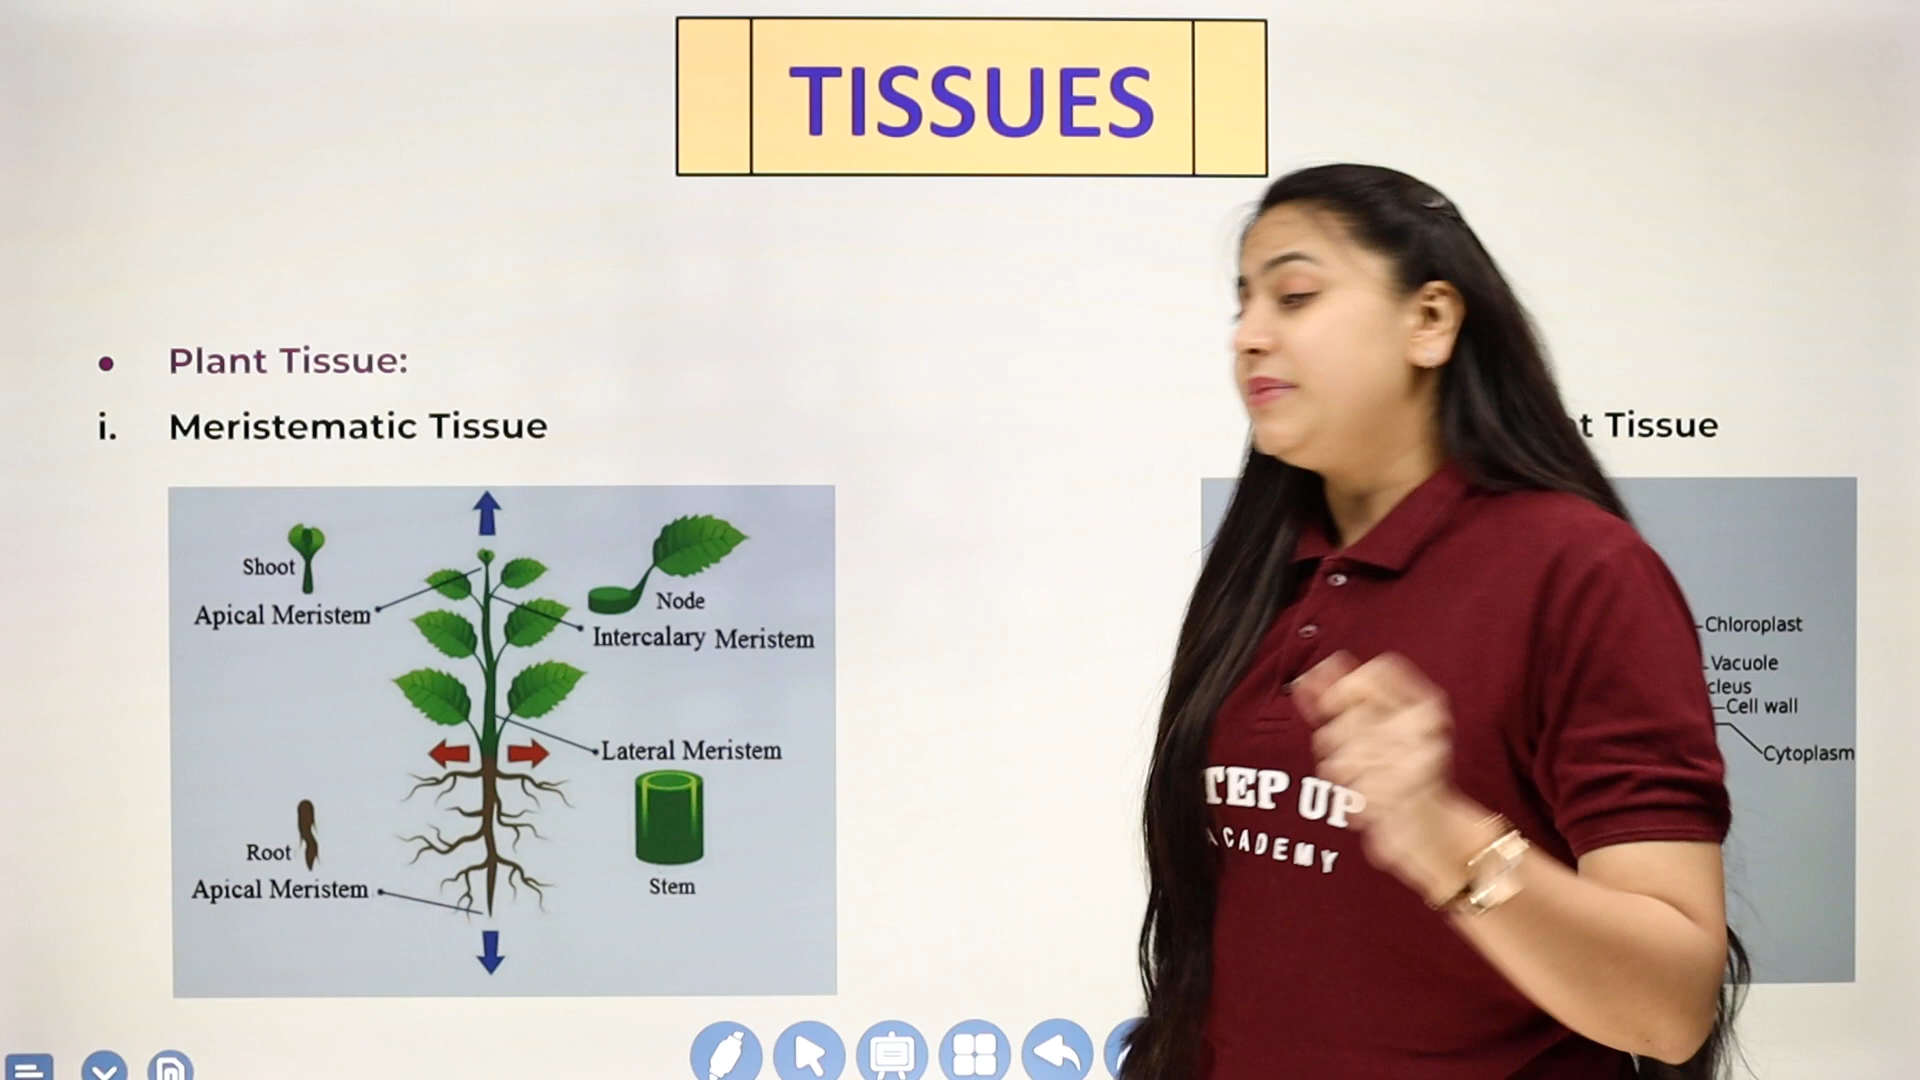 TISSUES
• Plant Tissue:
i. Meristematic Tissue
t Tissue
Shoot
Apical Meristem
Node
Intercalary Meristem
Lateral Meristem
Root
Apical Meristem
Stem
Chloroplast
Vacuole
cleus
Cell wall
Cytoplasm
TEP UP
CADEMY